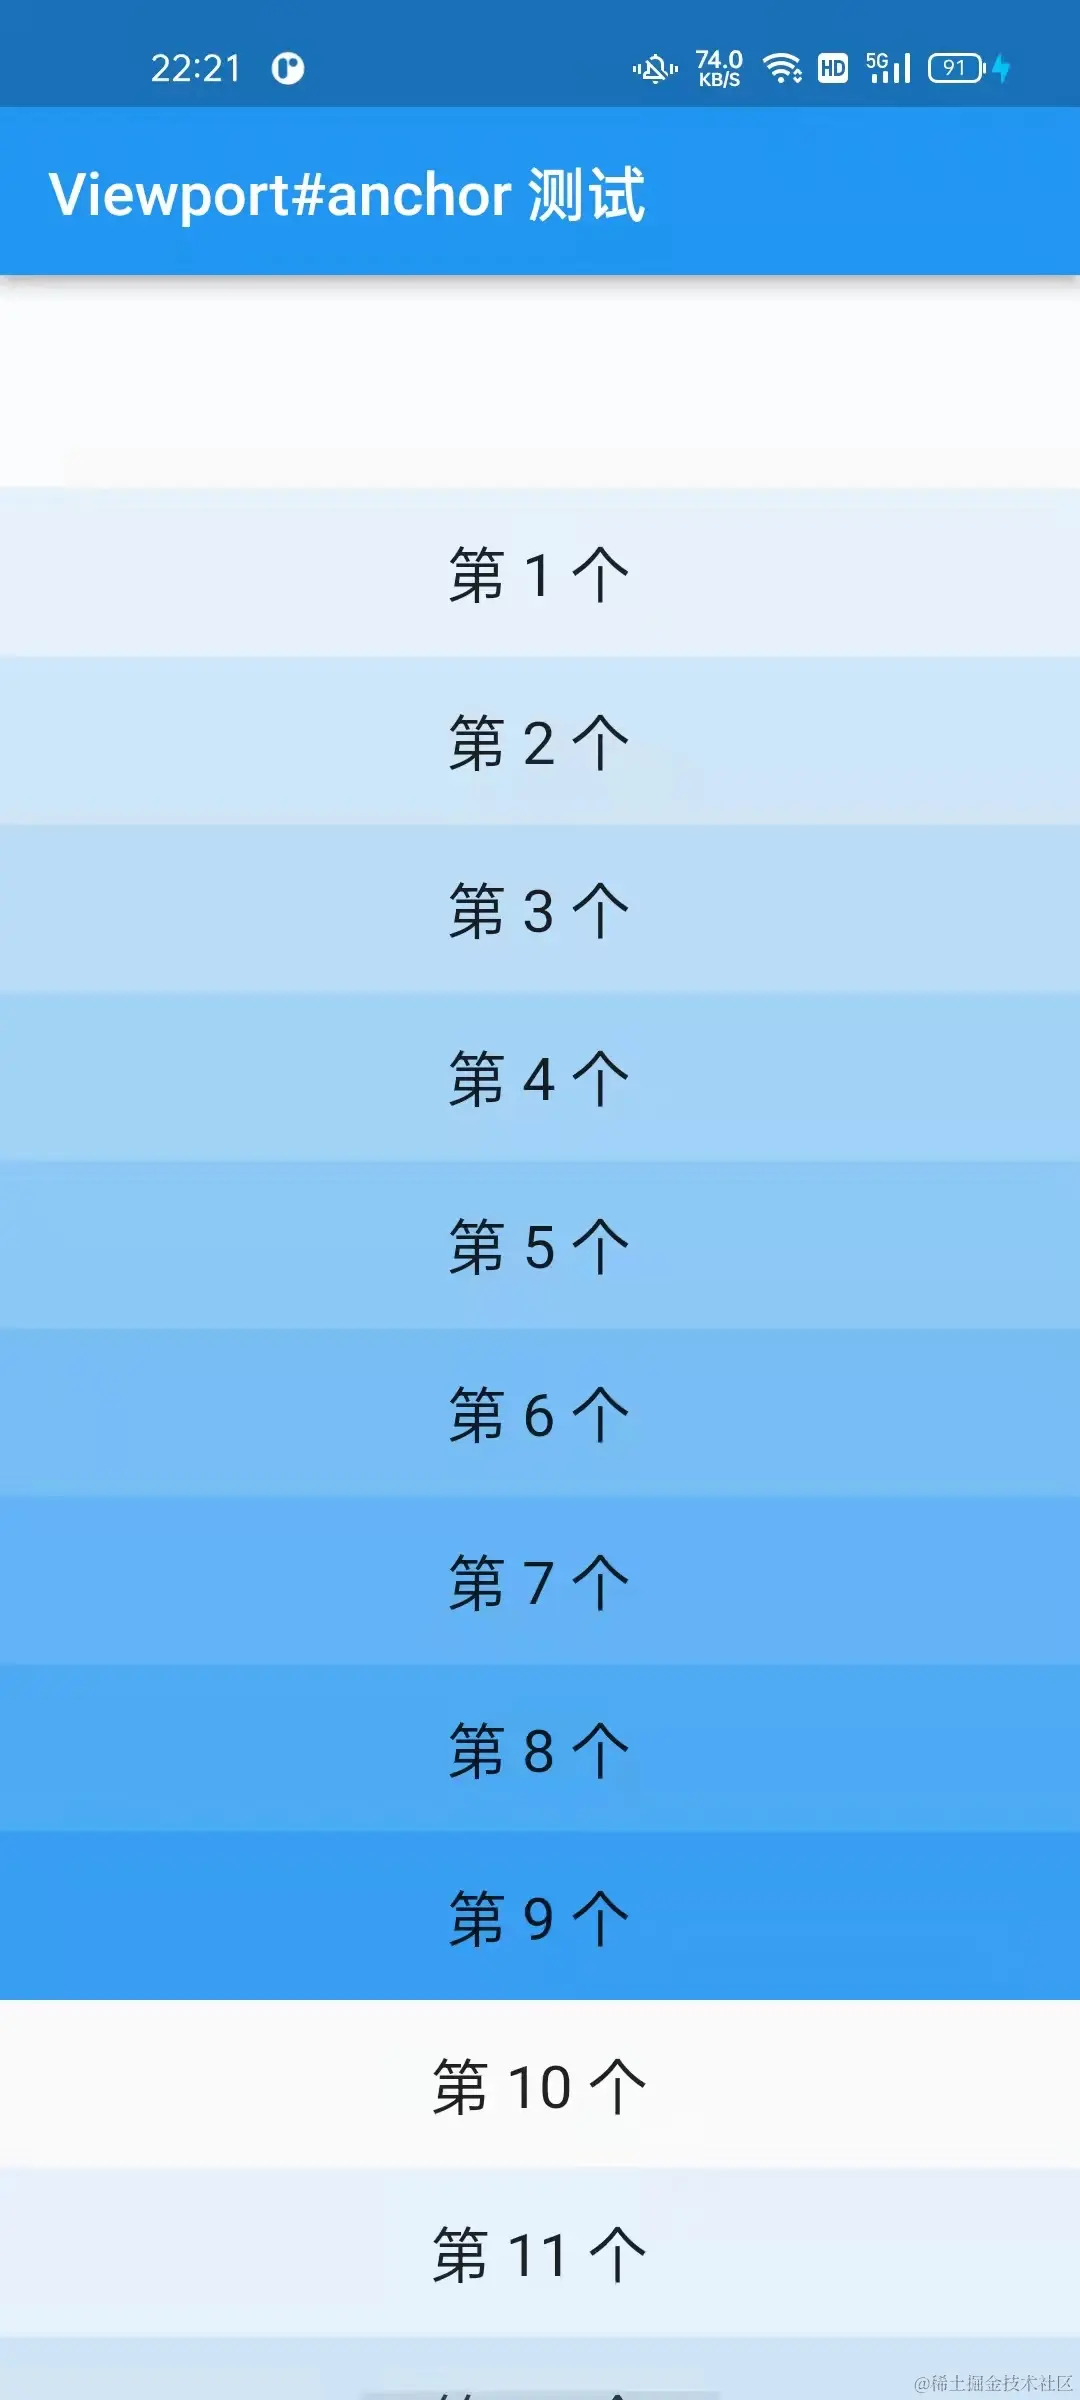 22:21
74.0
KB/S
HD
5G
91
Viewport#anchor 测试
第 1 个
第 2 个
第 3 个
第 4 个
第 5 个
第 6 个
第 7 个
第 8 个
第 9 个
第 10 个
第 11 个
@稀土掘金技术社区